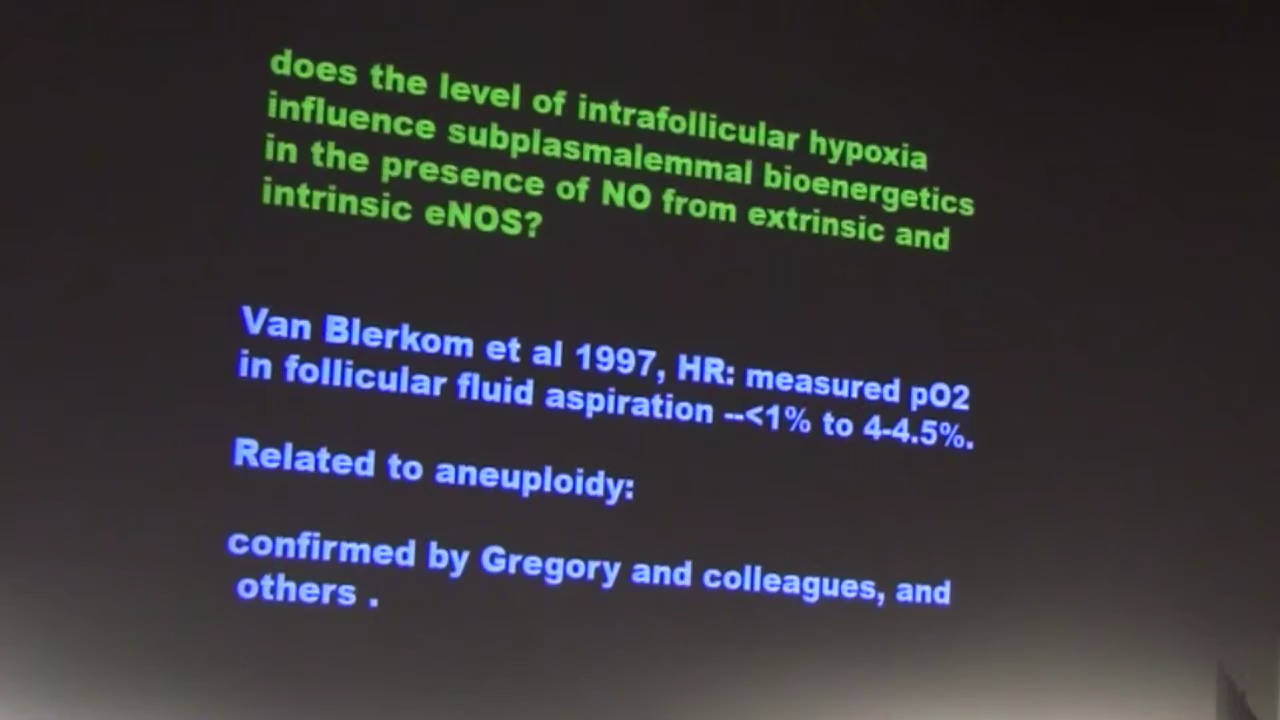 does the level of intrafollicular hypoxia
influence subplasmalemmal bioenergetics
in the presence of NO from extrinsic and
intrinsic eNOS?
Van Blerkom et al 1997, HR: measured pO2
in follicular fluid aspiration --<1% to 4-4.5%.
Related to aneuploidy:
confirmed by Gregory and colleagues, and
others .